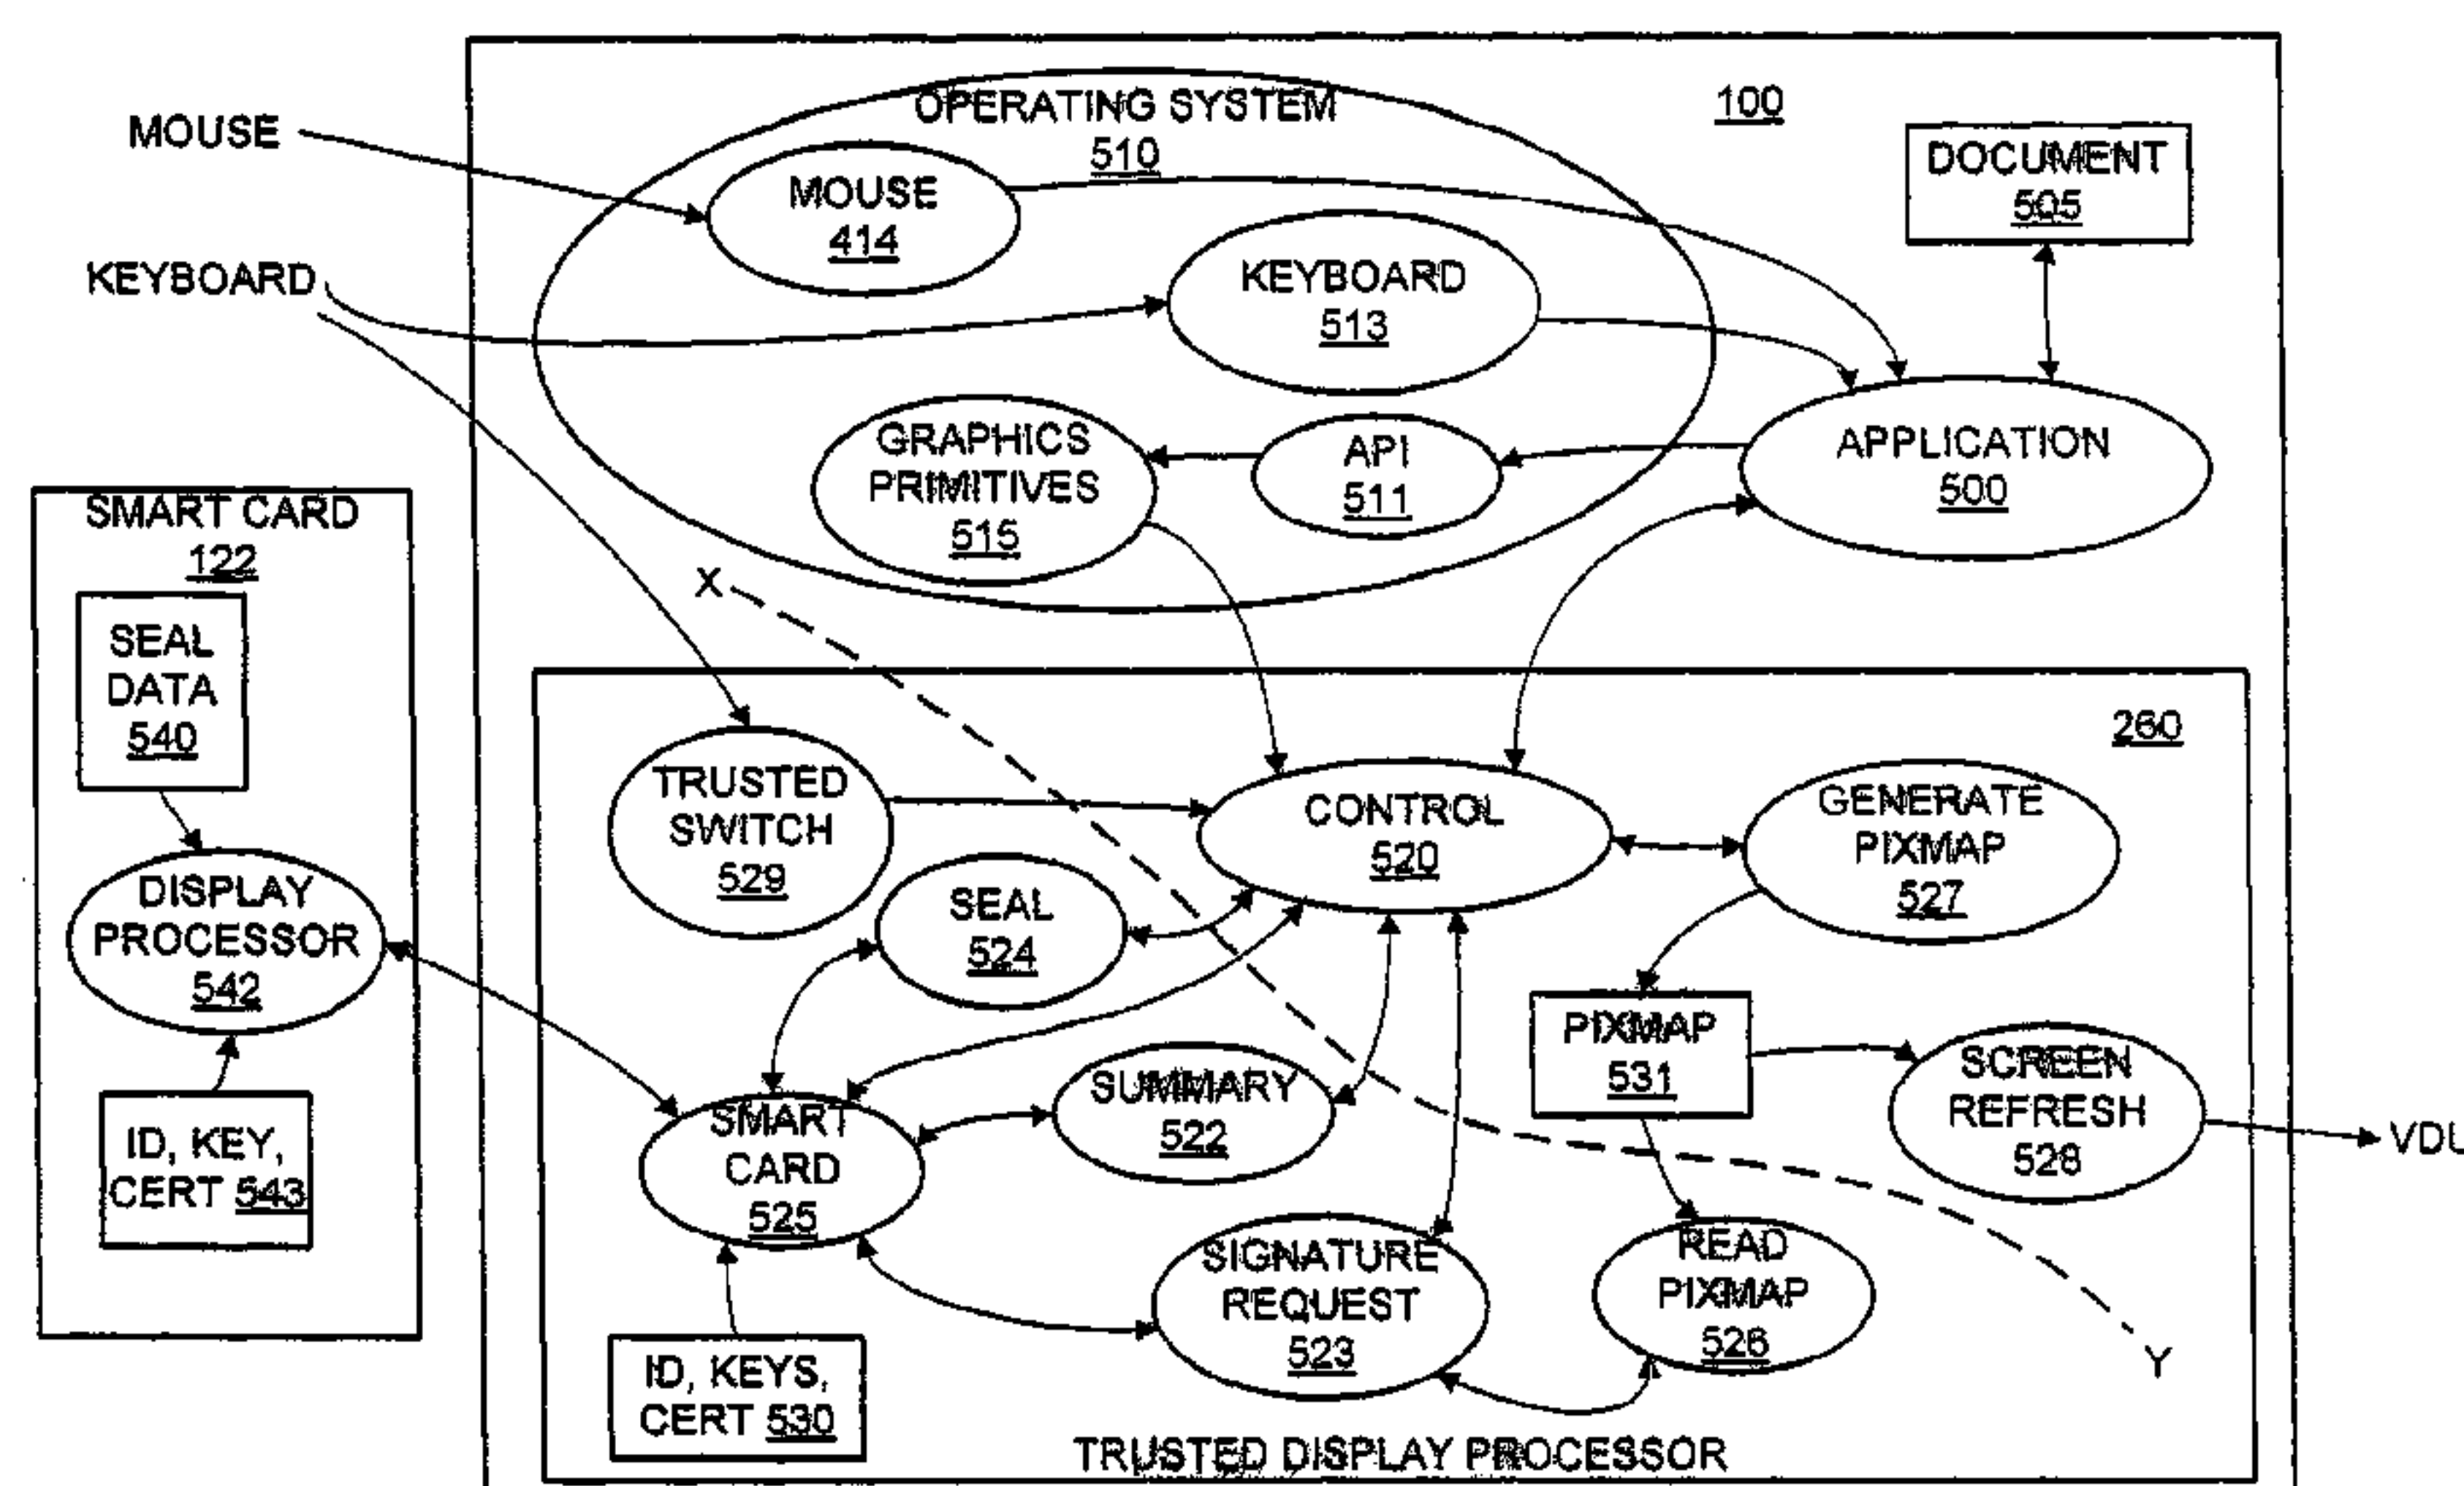 OPERATING SYSTEM
510
100
MOUSE
MOUSE
414
DOCUMENT
505
KEYBOARD
KEYBOARD
513
GRAPHICS
PRIMITIVES
515
API
511
APPLICATION
500
SMART CARD
122
X
SEAL
DATA
540
260
TRUSTED
SWITCH
529
CONTROL
520
GENERATE
PIXMAP
527
DISPLAY
PROCESSOR
542
SEAL
524
PIXMAP
531
SCREEN
REFRESH
528
VDU
ID, KEY,
CERT 543
SMART
CARD
525
SUMMARY
522
SIGNATURE
REQUEST
523
READ
PIXMAP
526
Y
ID, KEYS,
CERT 530
TRUSTED DISPLAY PROCESSOR